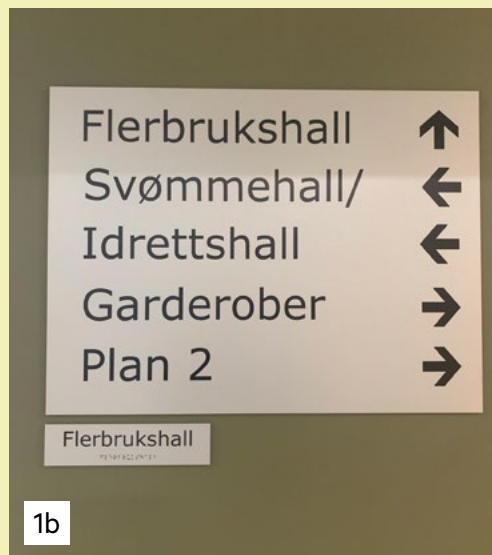 Flerbrukshall ↑
Svømmehall/ ←
Idrettshall ←
Garderober →
Plan 2 →
Flerbrukshall
1b